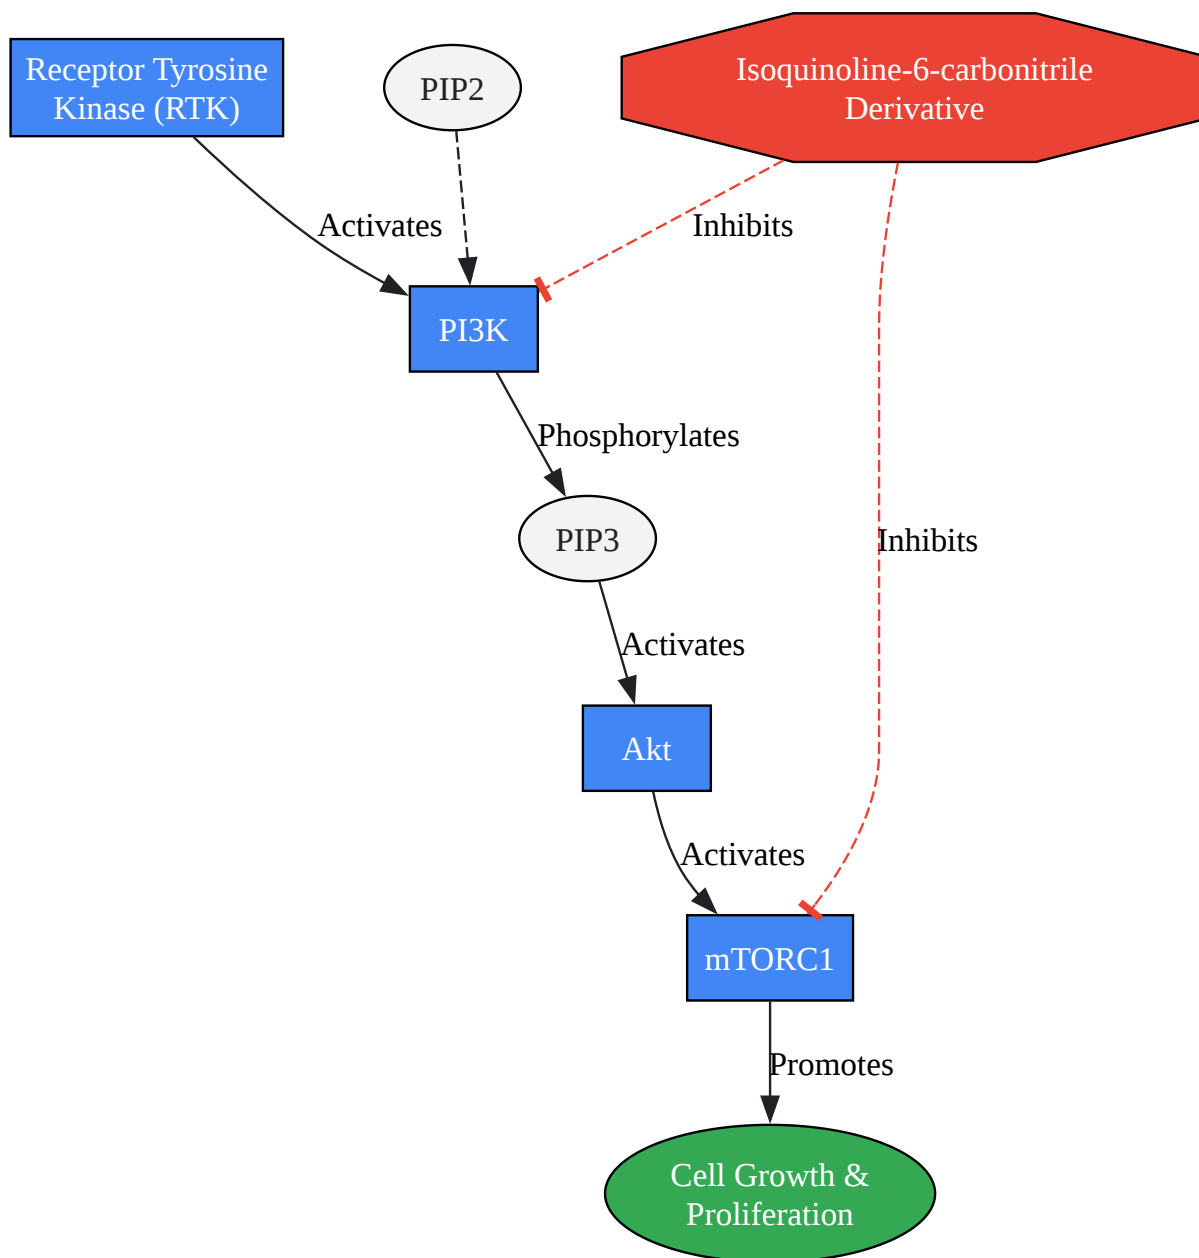 Receptor Tyrosine
Kinase (RTK)
PIP2
Isoquinoline-6-carbonitrile
Derivative
Activates
Inhibits
PI3K
Phosphorylates
PIP3
Inhibits
Activates
Akt
Activates
mTORC1
Promotes
Cell Growth &
Proliferation